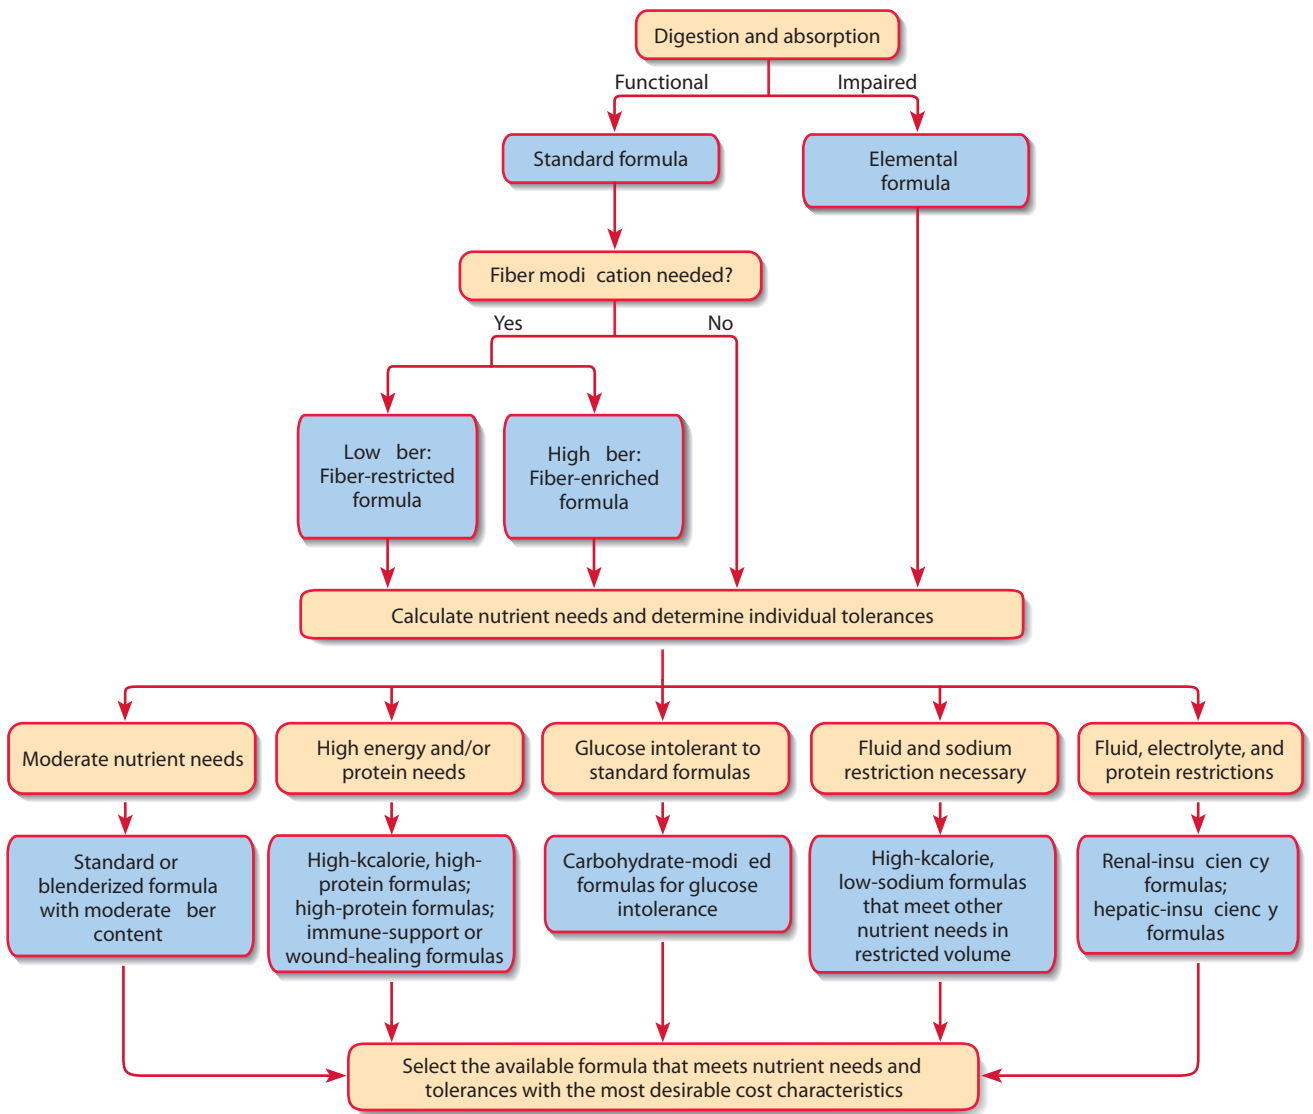 Digestion and absorption
Functional
Impaired
Standard formula
Elemental
formula
Fiber modi cation needed?
Yes
No
Low ber:
Fiber-restricted
formula
High ber:
Fiber-enriched
formula
Calculate nutrient needs and determine individual tolerances
Moderate nutrient needs
High energy and/or
protein needs
Glucose intolerant to
standard formulas
Fluid and sodium
restriction necessary
Fluid, electrolyte, and
protein restrictions
Standard or
blenderized formula
with moderate ber
content
High-kcalorie, high-
protein formulas;
high-protein formulas;
immune-support or
wound-healing formulas
Carbohydrate-modi ed
formulas for glucose
intolerance
High-kcalorie,
low-sodium formulas
that meet other
nutrient needs in
restricted volume
Renal-insu cien cy
formulas;
hepatic-insu cienc y
formulas
Select the available formula that meets nutrient needs and
tolerances with the most desirable cost characteristics